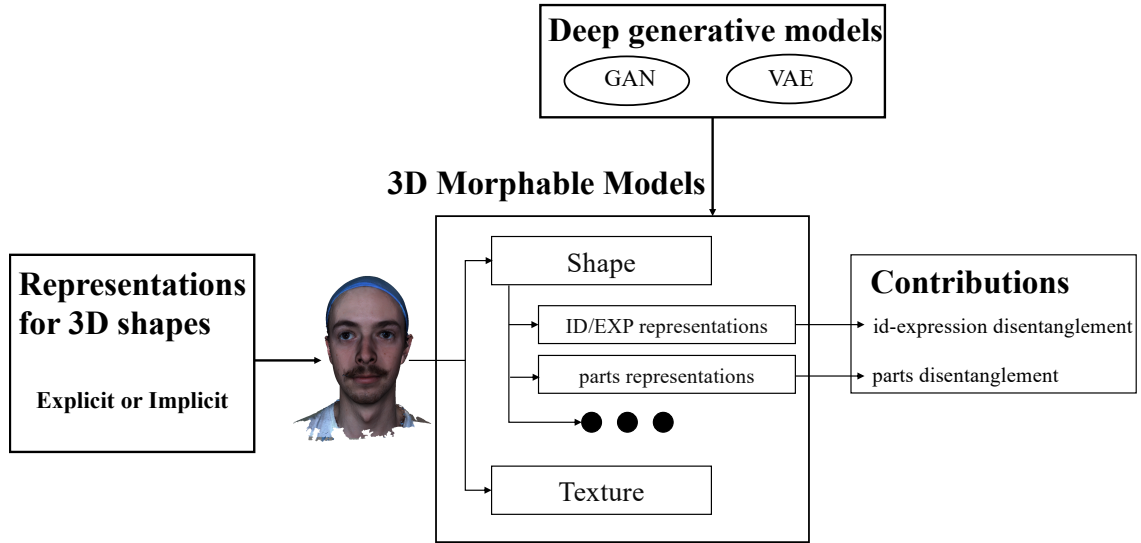 Deep generative models
GAN
VAE
3D Morphable Models
Representations
for 3D shapes
Explicit or Implicit
Shape
ID/EXP representations
parts representations
Texture
Contributions
id-expression disentanglement
parts disentanglement